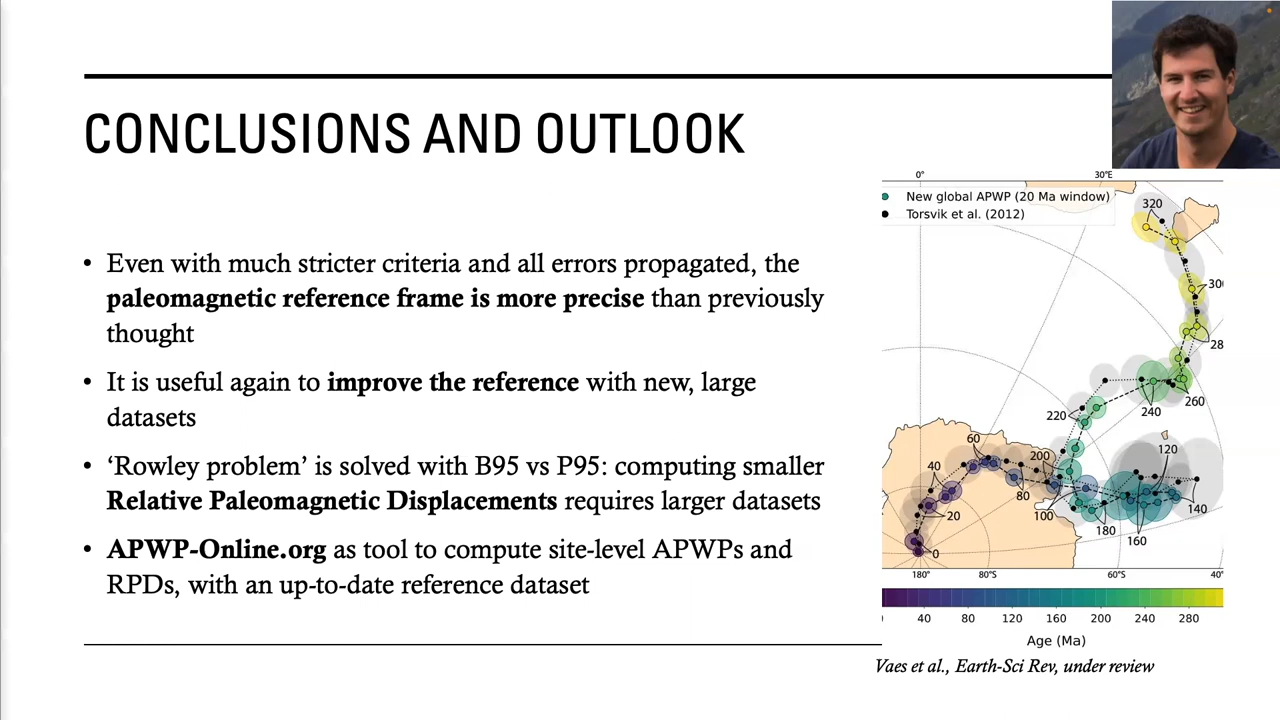 CONCLUSIONS AND OUTLOOK
• Even with much stricter criteria and all errors propagated, the
paleomagnetic reference frame is more precise than previously
thought
• It is useful again to improve the reference with new, large
datasets
• ‘Rowley problem’ is solved with B95 vs P95: computing smaller
Relative Paleomagnetic Displacements requires larger datasets
• APWP-Online.org as tool to compute site-level APWPs and
RPDs, with an up-to-date reference dataset
0° 30°E
New global APWP (20 Ma window)
Torsvik et al. (2012)
320
300
28
260
240
220
200
120
140
160
180
100
80
60
40
20
0
180° 80°S 60°S 40°
40 80 120 160 200 240 280
Age (Ma)
Vaes et al., Earth-Sci Rev, under review